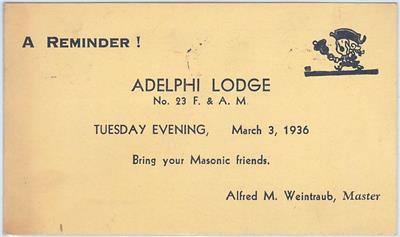 A REMINDER!
ADELPHI LODGE
No. 23 F. & A. M.
TUESDAY EVENING, March 3, 1936
Bring your Masonic friends.
Alfred M. Weintraub, Master